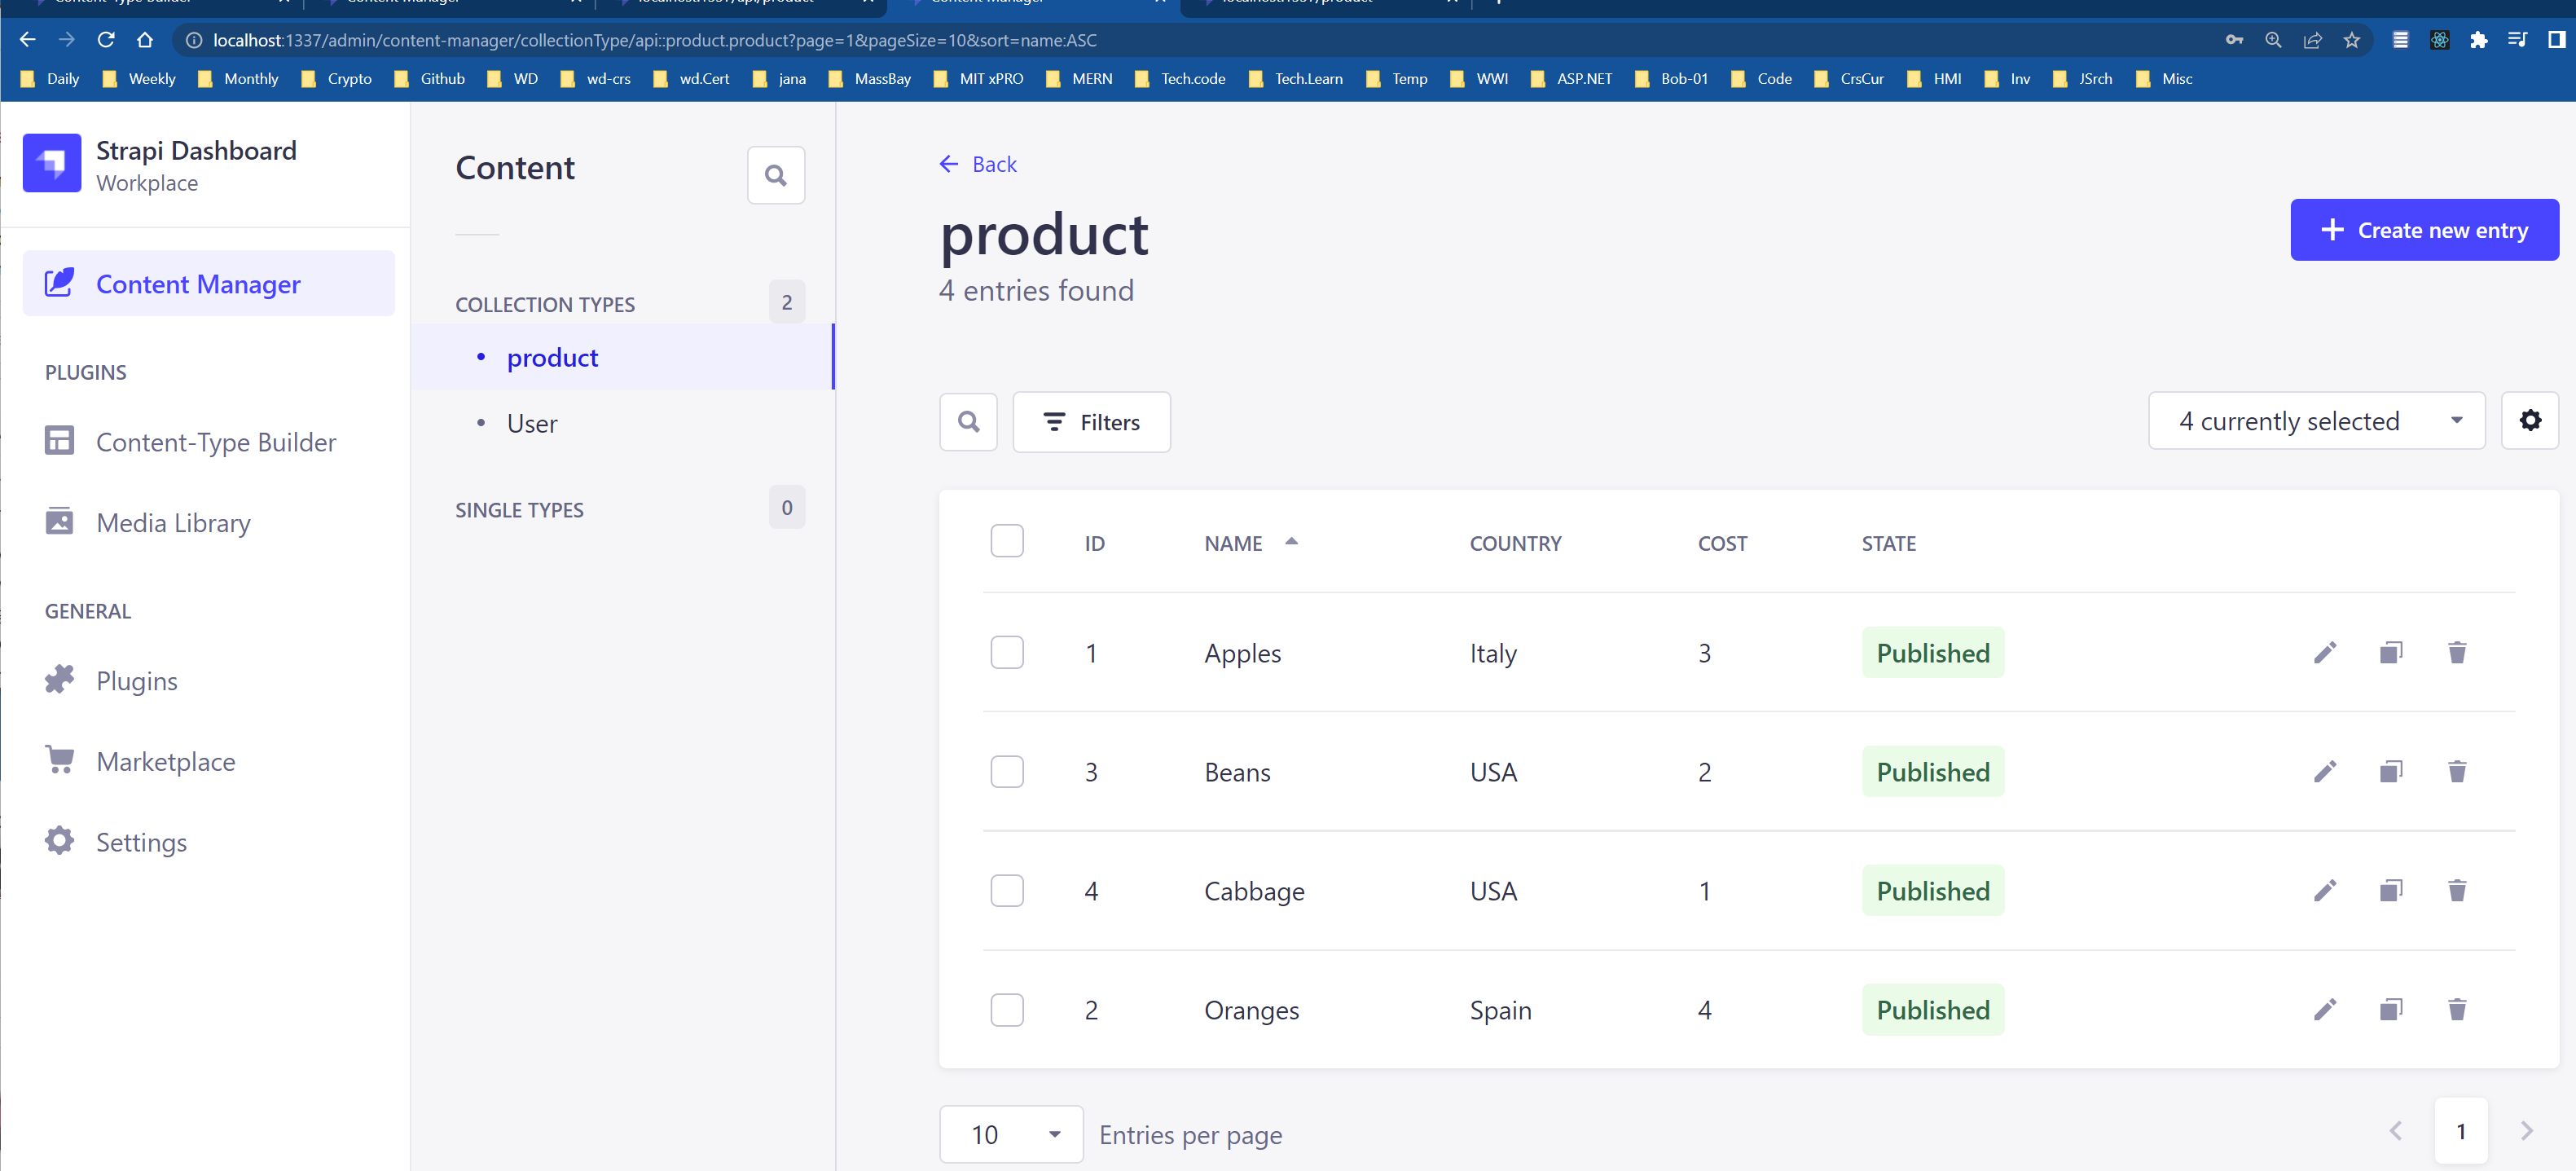 localhost:1337/admin/content-manager/collectionType/api::product.product?page=1&pageSize=10&sort=name:ASC
Daily Weekly Monthly Crypto Github WD wd-crs wd.Cert jana MassBay MIT xPRO MERN Tech.code Tech.Learn Temp WWI ASP.NET Bob-01 Code CrsCur HMI Inv JSrch Misc
Strapi Dashboard
Workplace
Content Manager
PLUGINS
Content-Type Builder
Media Library
GENERAL
Plugins
Marketplace
Settings
Content
COLLECTION TYPES 2
• product
• User
SINGLE TYPES 0
← Back
product
4 entries found
+ Create new entry
Filters
4 currently selected
ID NAME COUNTRY COST STATE
1 Apples Italy 3 Published
3 Beans USA 2 Published
4 Cabbage USA 1 Published
2 Oranges Spain 4 Published
10 Entries per page
1